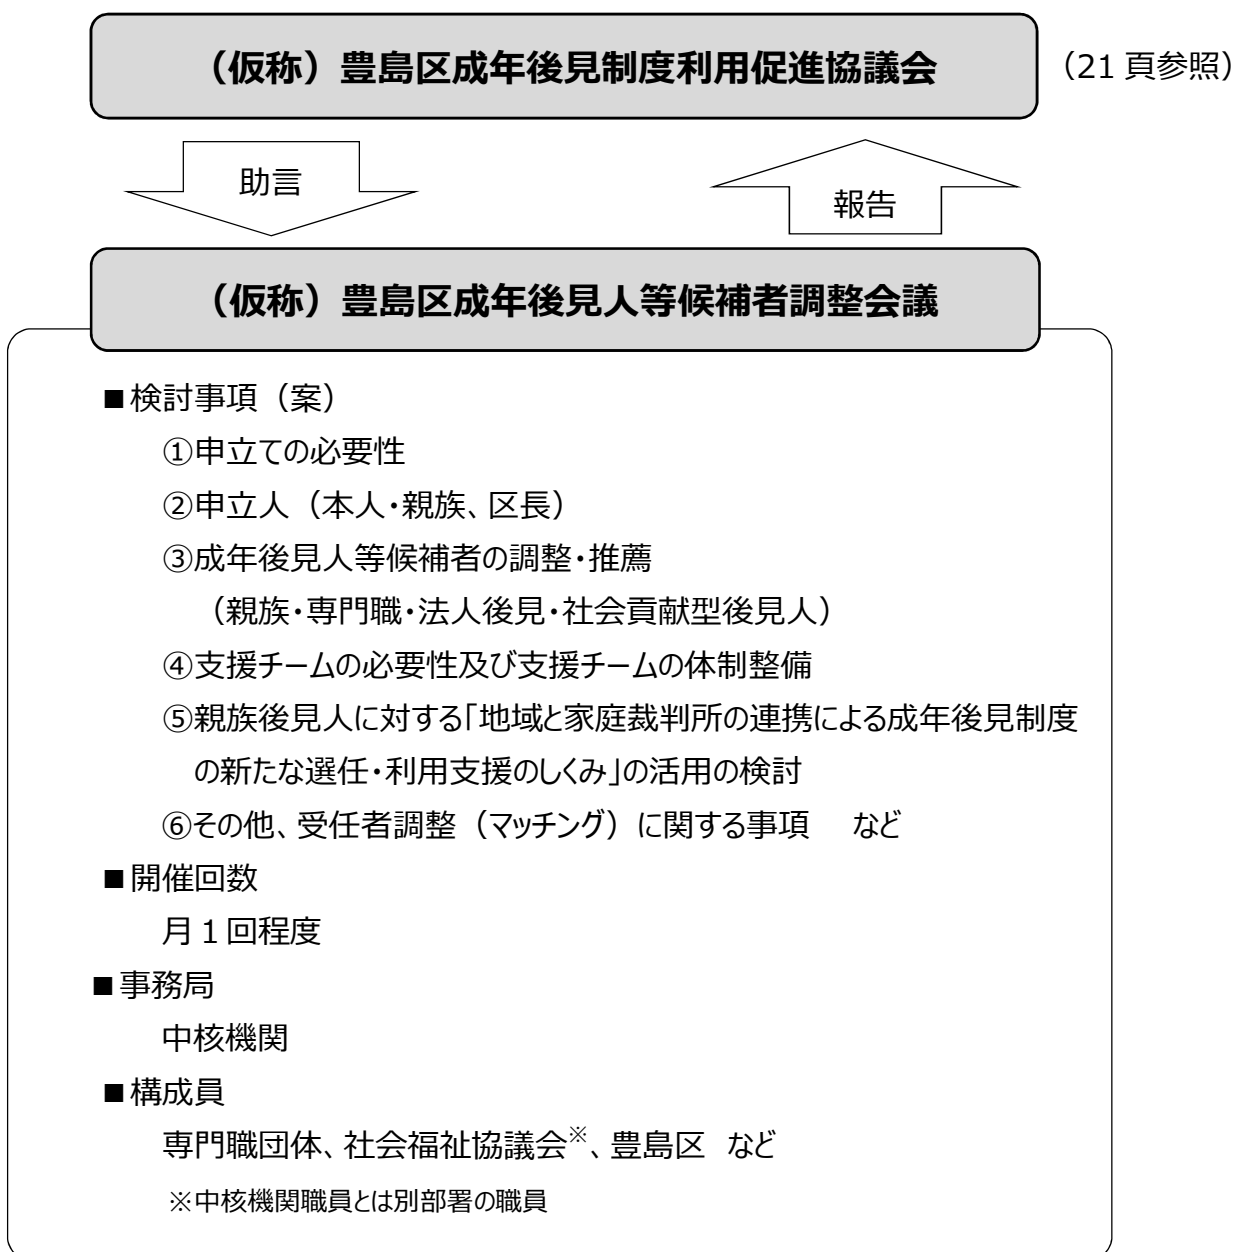 （仮称）豊島区成年後見制度利用促進協議会
（21 頁参照）
助言
報告
（仮称）豊島区成年後見人等候補者調整会議
■検討事項（案）
①申立ての必要性
②申立人（本人・親族、区長）
③成年後見人等候補者の調整・推薦
（親族・専門職・法人後見・社会貢献型後見人）
④支援チームの必要性及び支援チームの体制整備
⑤親族後見人に対する「地域と家庭裁判所の連携による成年後見制度
の新たな選任・利用支援のしくみ」の活用の検討
⑥その他、受任者調整（マッチング）に関する事項　など
■開催回数
月１回程度
■事務局
中核機関
■構成員
専門職団体、社会福祉協議会※、豊島区 など
※中核機関職員とは別部署の職員